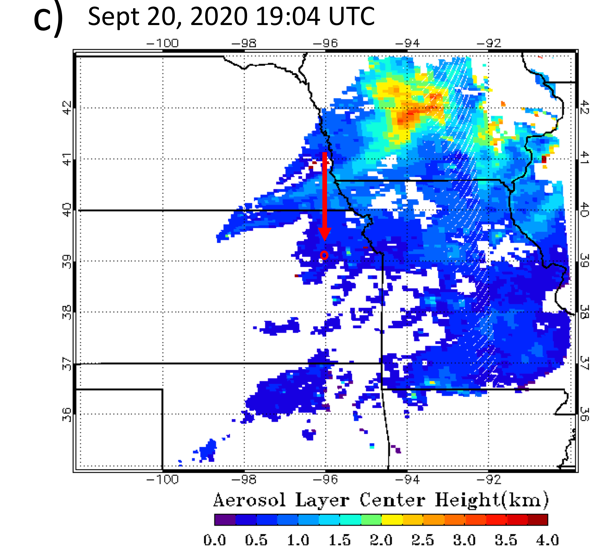 c) Sept 20, 2020 19:04 UTC
-100 -98 -96 -94 -92
42 42
41 41
40 40
39 39
38 38
37 37
36 36
-100 -98 -96 -94 -92
Aerosol Layer Center Height(km)
0.0 0.5 1.0 1.5 2.0 2.5 3.0 3.5 4.0